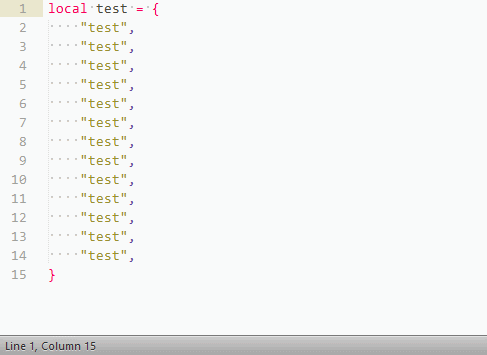 1 local test = {
2     "test",
3     "test",
4     "test",
5     "test",
6     "test",
7     "test",
8     "test",
9     "test",
10     "test",
11     "test",
12     "test",
13     "test",
14     "test",
15 }
Line 1, Column 15